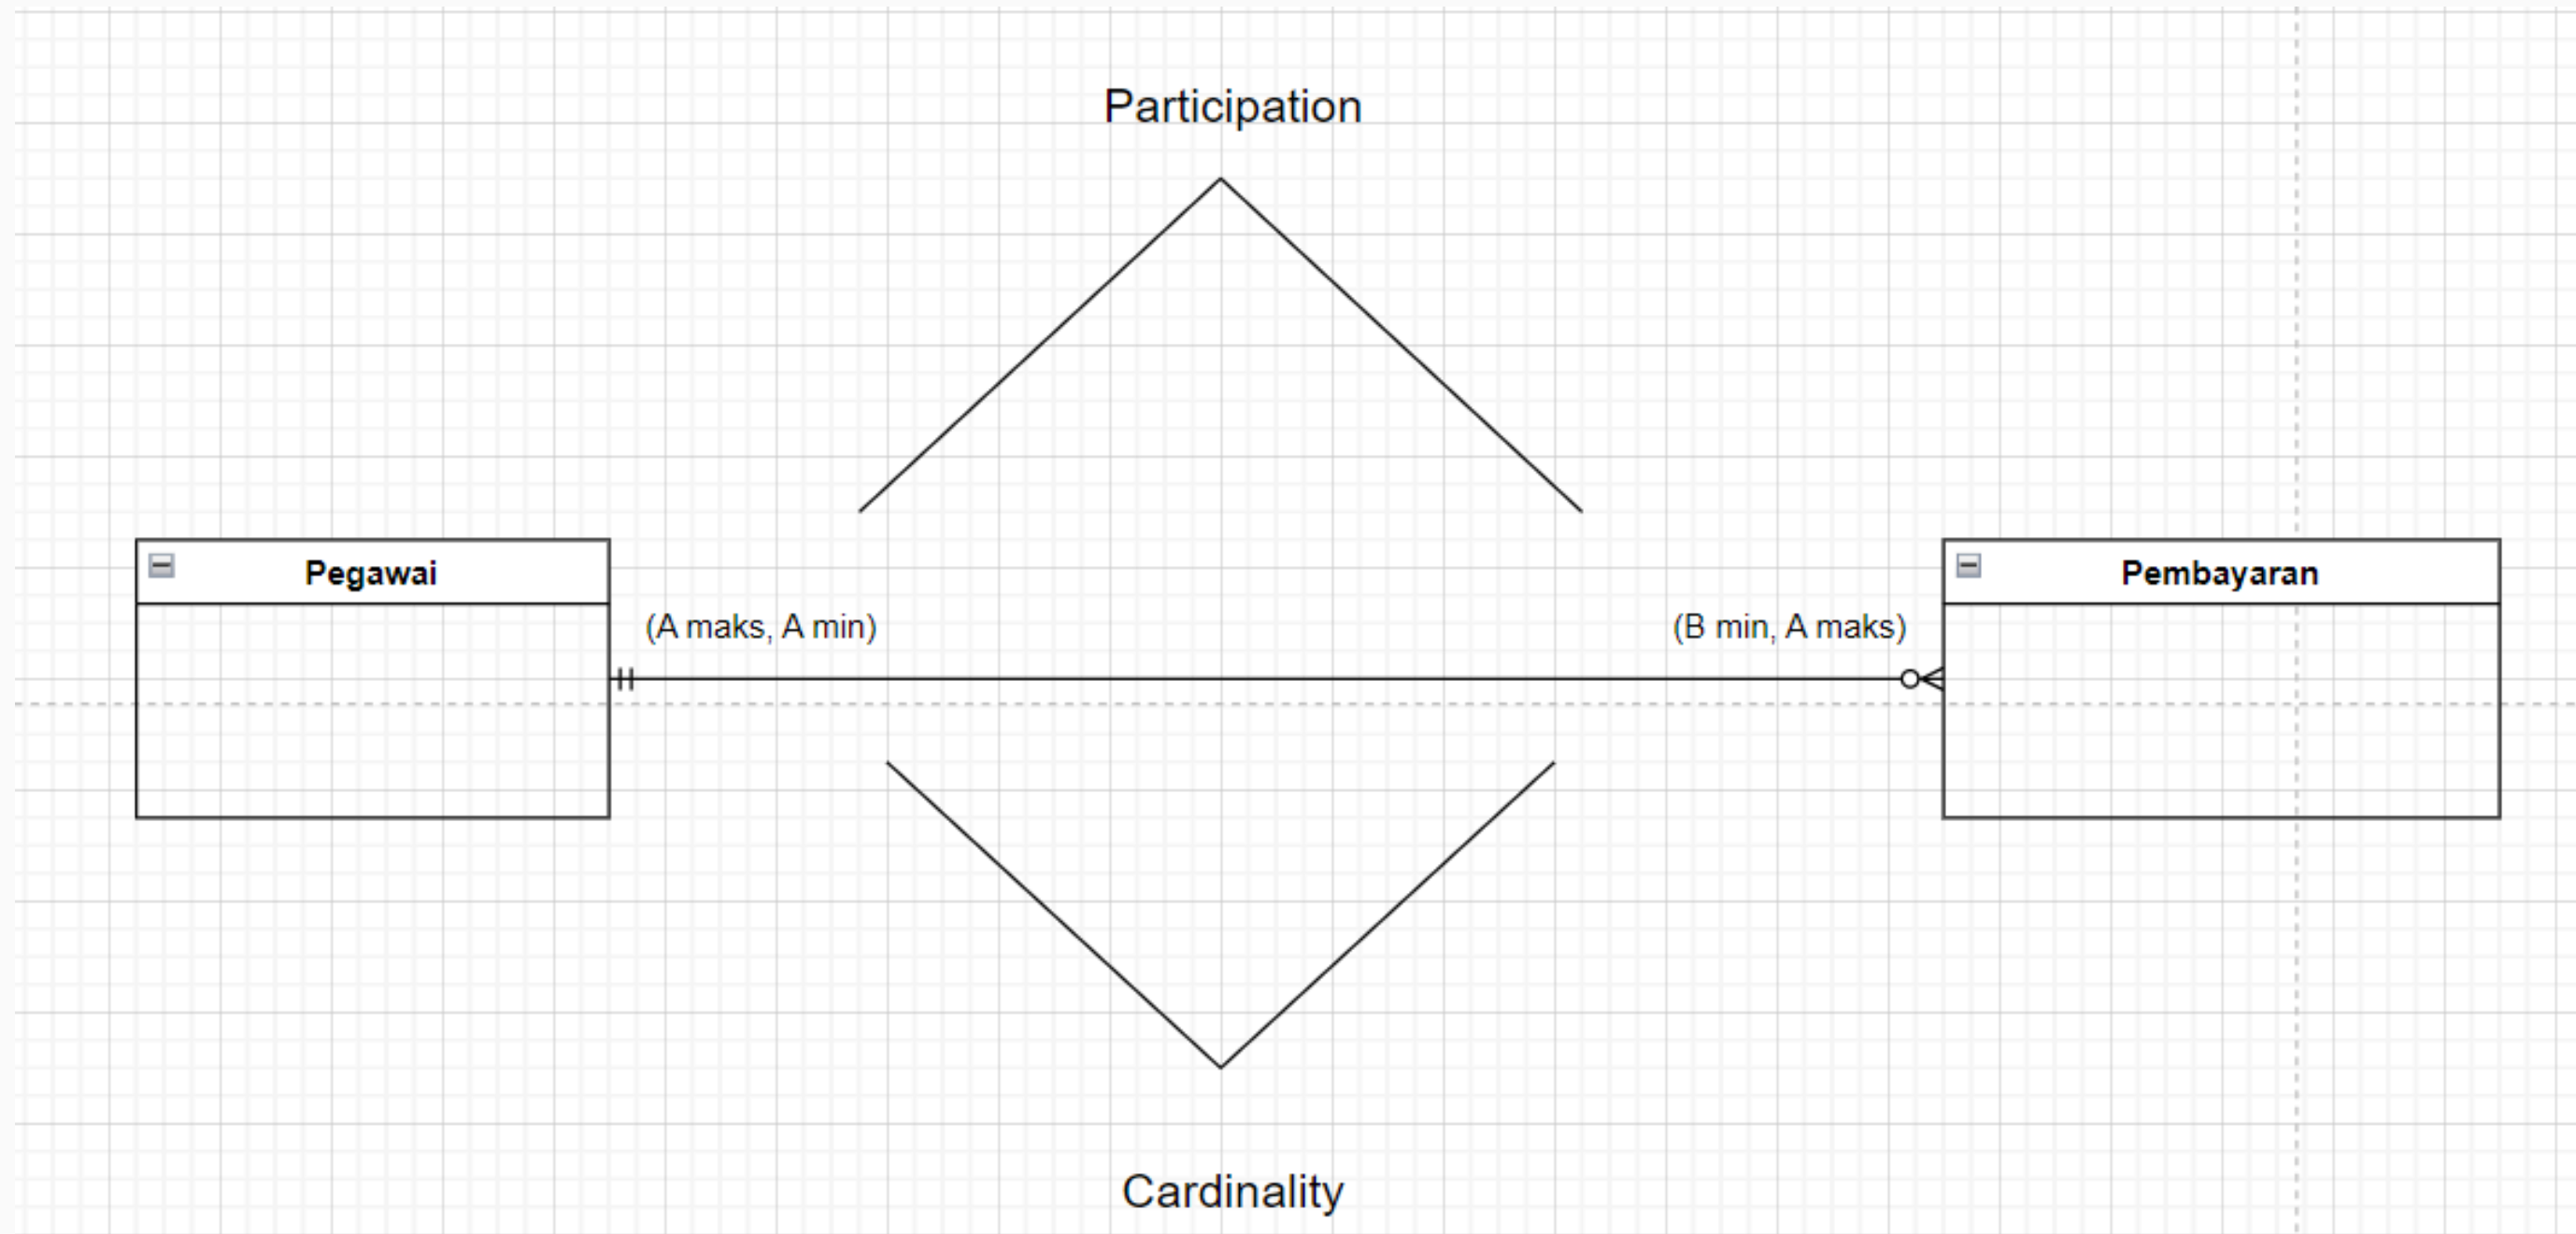 Participation
Pegawai
Pembayaran
(A maks, A min)
(B min, A maks)
Cardinality